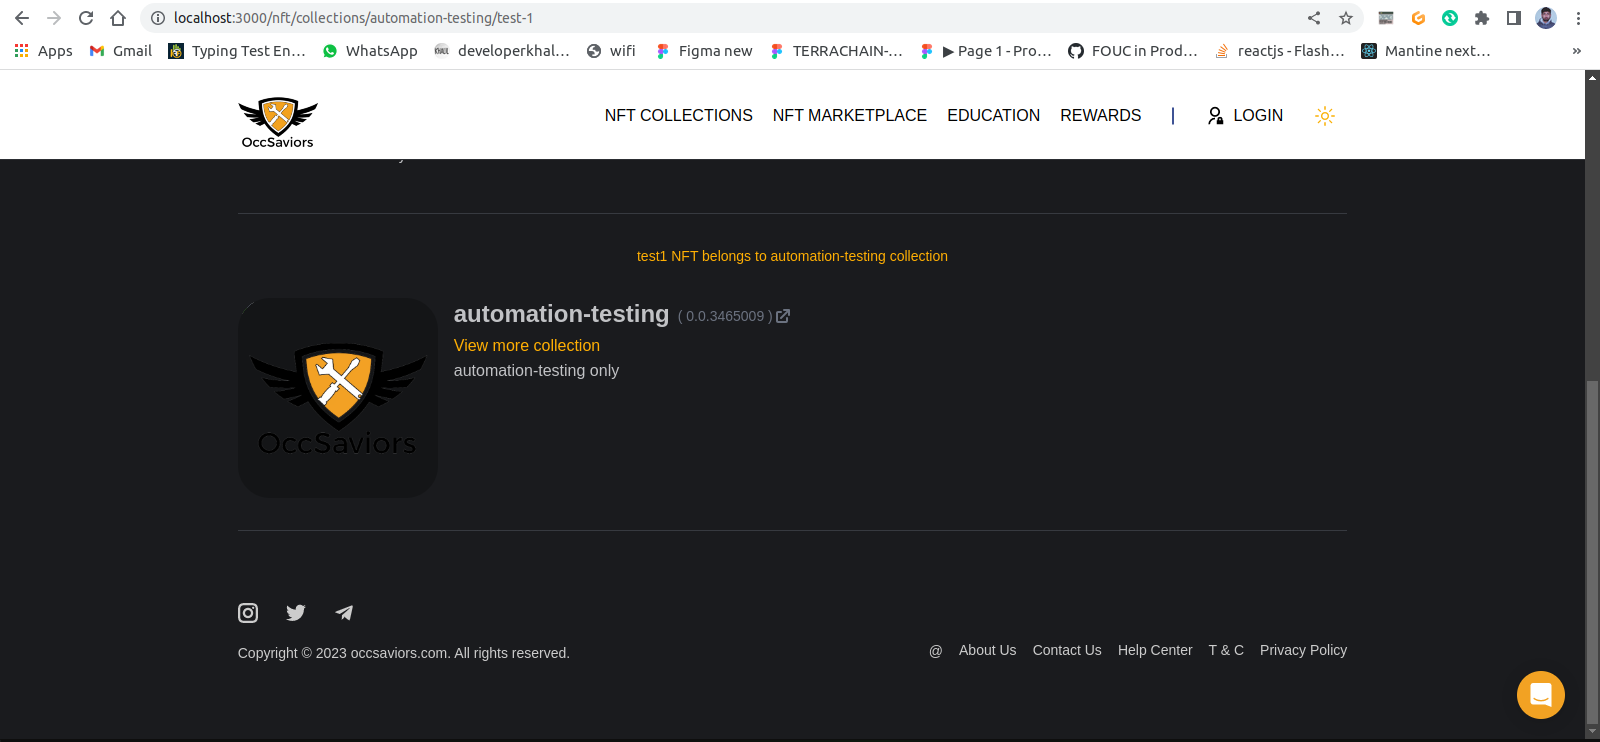 localhost:3000/nft/collections/automation-testing/test-1
Apps Gmail Typing Test En… WhatsApp developerkhal… wifi Figma new TERRACHAIN-… ▶ Page 1 - Pro… FOUC in Prod… reactjs - Flash… Mantine next… »
OccSaviors
NFT COLLECTIONS NFT MARKETPLACE EDUCATION REWARDS | LOGIN
test1 NFT belongs to automation-testing collection
automation-testing ( 0.0.3465009 )
View more collection
automation-testing only
OccSaviors
Copyright © 2023 occsaviors.com. All rights reserved.
@ About Us Contact Us Help Center T & C Privacy Policy